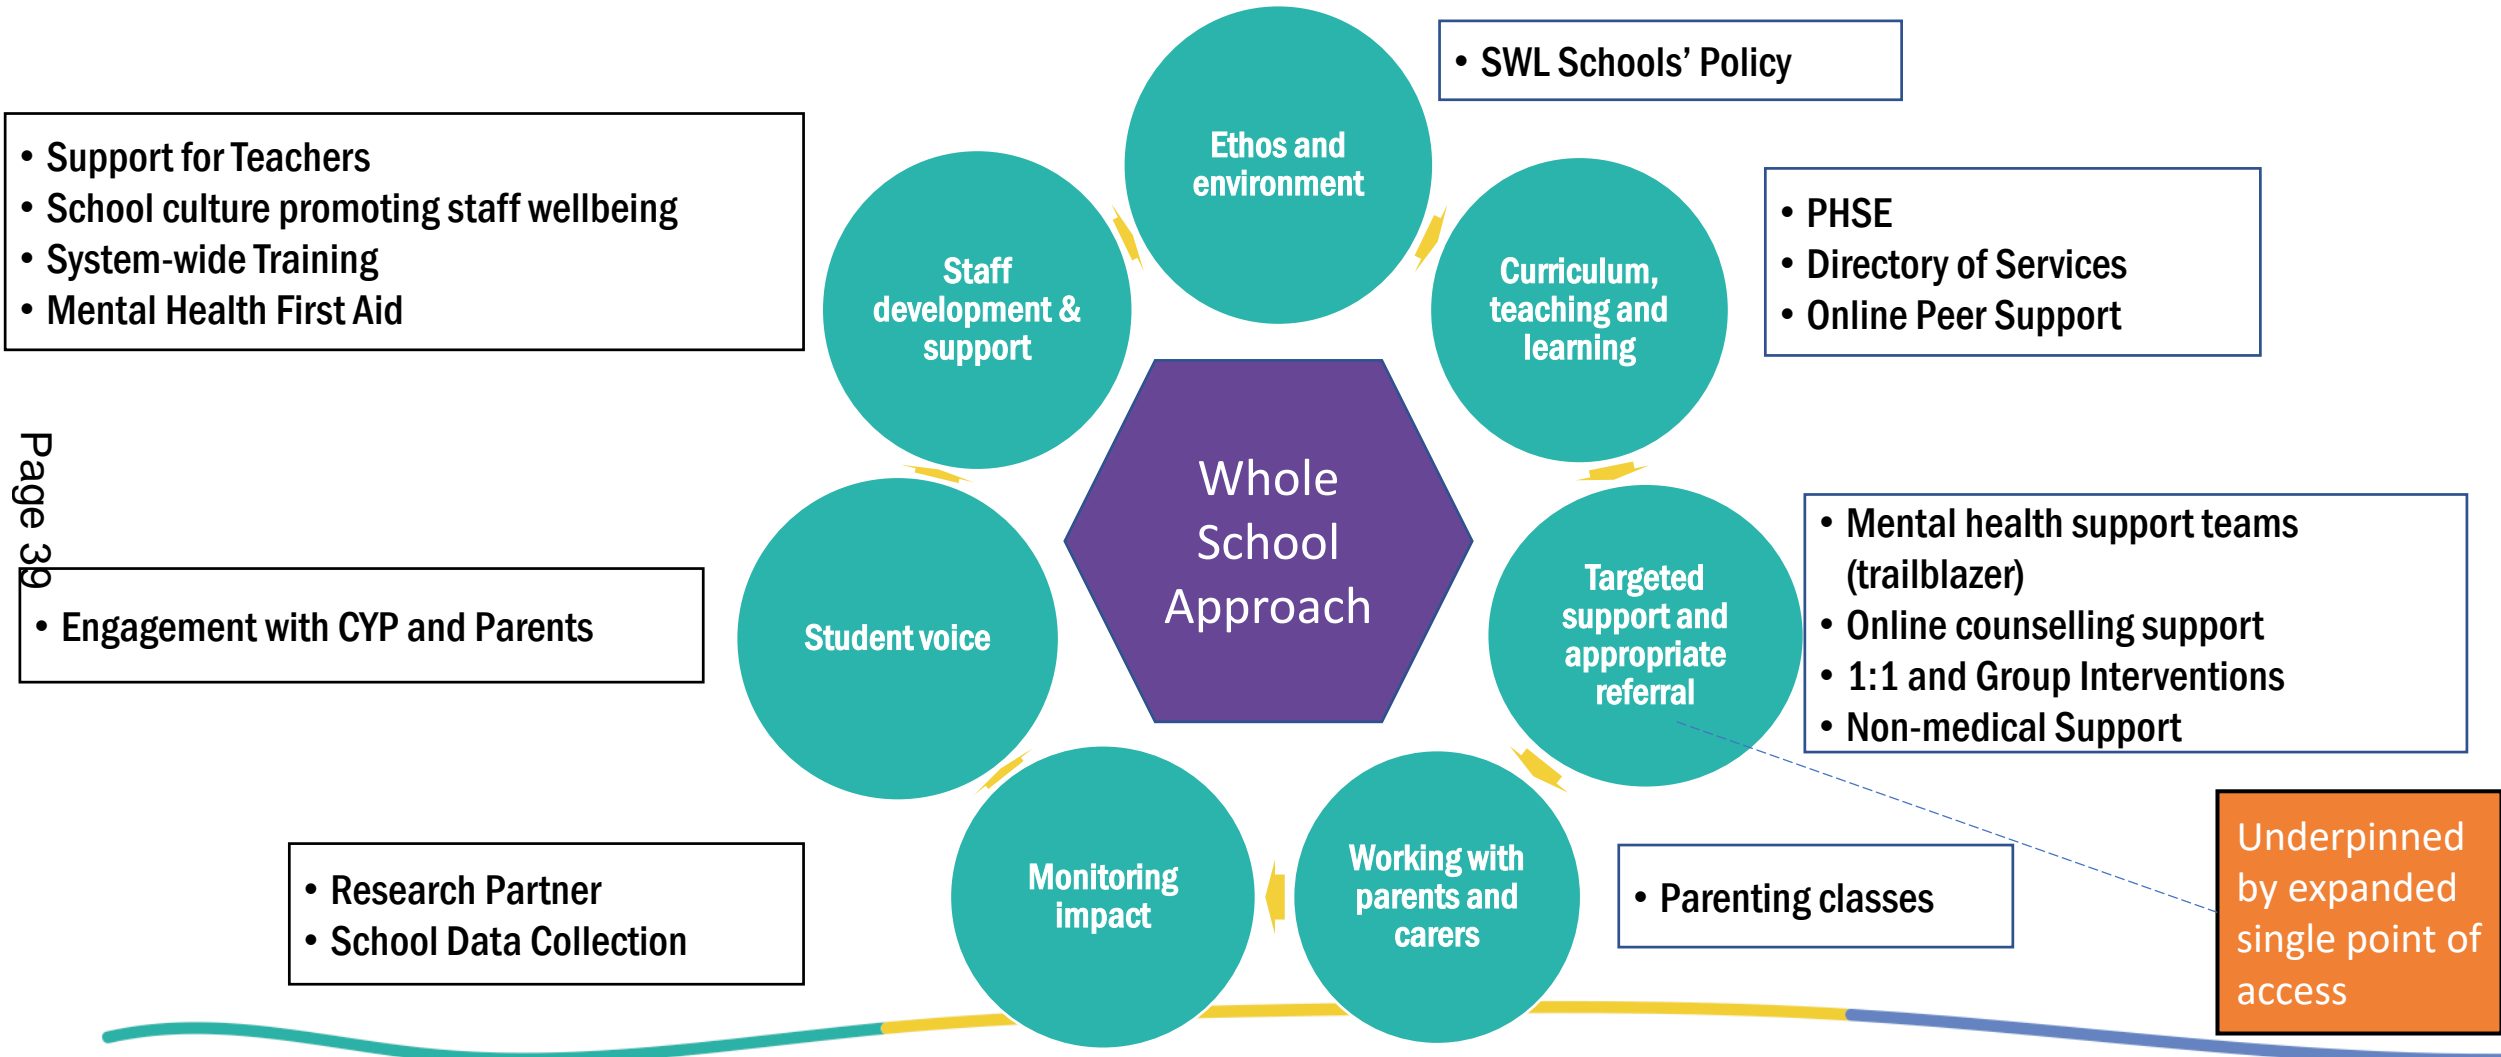 Ethos and
environment
• SWL Schools’ Policy
Curriculum,
teaching and
learning
• PHSE
• Directory of Services
• Online Peer Support
Targeted
support and
appropriate
referral
• Mental health support teams
(trailblazer)
• Online counselling support
• 1:1 and Group Interventions
• Non-medical Support
Underpinned
by expanded
single point of
access
Working with
parents and
carers
• Parenting classes
Monitoring
impact
• Research Partner
• School Data Collection
Student voice
• Engagement with CYP and Parents
Staff
development &
support
• Support for Teachers
• School culture promoting staff wellbeing
• System-wide Training
• Mental Health First Aid
Whole
School
Approach
Page 39